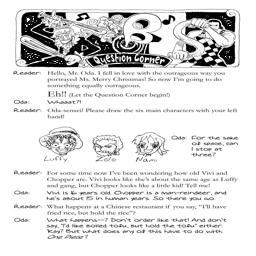 SBS
Question Corner
Reader: Hello, Mr. Oda. I fell in love with the outrageous way you
portrayed Ms. Merry Christmas! So now I'm going to do
something equally outrageous.
Eh!! (Let the Question Corner begin!)
Oda: Whaaat?!
Reader: Oda-sensei! Please draw the six main characters with your left
hand!
Oda: For the sake
of space, can
I stop at
three?
Luffy Zolo Nami
Reader: For some time now I've been wondering how old Vivi and
Chopper are. Vivi looks like she's about the same age as Luffy
and gang, but Chopper looks like a little kid! Tell me!
Oda: Vivi is 16 years old. Chopper is a man-reindeer, and
he's about 15 in human years. So there you go.
Reader: What happens at a Chinese restaurant if you say, "I'll have
fried rice, but hold the rice"?
Oda: What happens--? Don't order that! And don't
say, "I'd like boiled tofu, but hold the tofu" either.
'Kay? But what does any of this have to do with
One Piece?